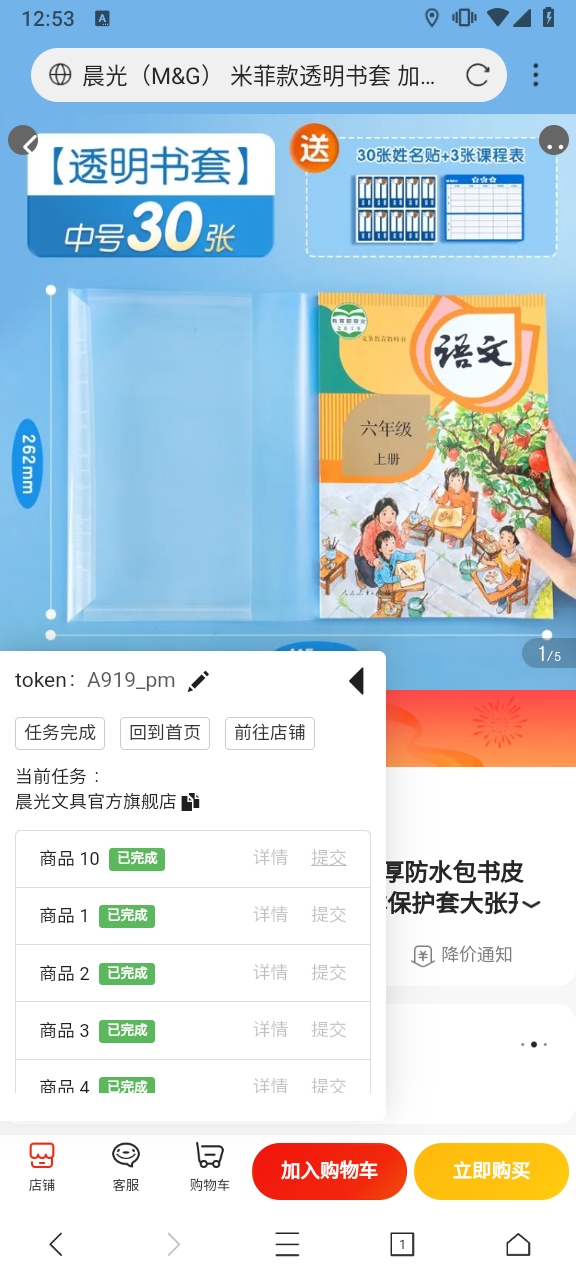 12:53
晨光（M&G） 米菲款透明书套 加...
【透明书套】
中号30张
送
30张姓名贴+3张课程表
262mm
语文
六年级
上册
1/5
token： A919_pm
任务完成
回到首页
前往店铺
当前任务：
晨光文具官方旗舰店
商品 10 已完成 详情 提交
商品 1 已完成 详情 提交
商品 2 已完成 详情 提交
商品 3 已完成 详情 提交
商品 4 已完成 详情 提交
厚防水包书皮
保护套大张开
降价通知
店铺
客服
购物车
加入购物车
立即购买
1